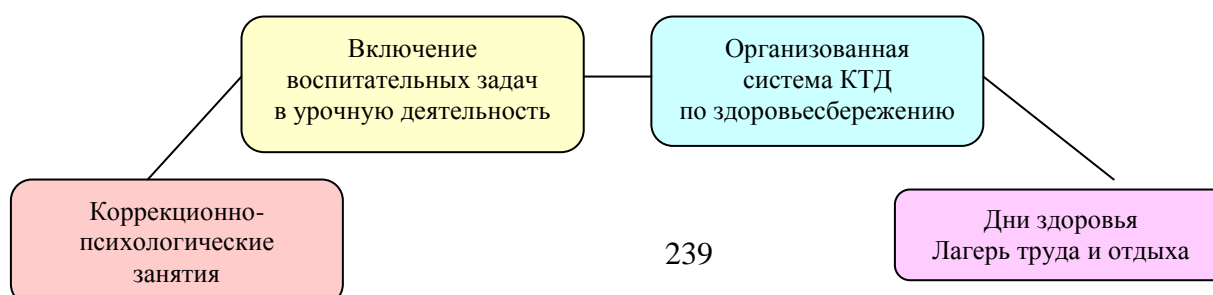 Включение
воспитательных задач
в урочную деятельность
Организованная
система КТД
по здоровьесбережению
Коррекционно-
психологические
занятия
Дни здоровья
Лагерь труда и отдыха
239